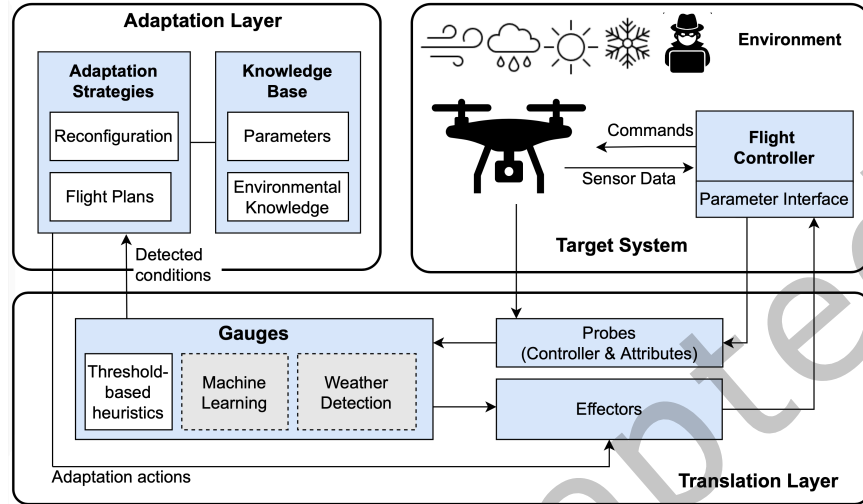 Adaptation Layer
Adaptation
Strategies
Reconfiguration
Flight Plans
Knowledge
Base
Parameters
Environmental
Knowledge
Environment
Commands
Sensor Data
Flight
Controller
Parameter Interface
Target System
Detected
conditions
Gauges
Threshold-
based
heuristics
Machine
Learning
Weather
Detection
Probes
(Controller & Attributes)
Effectors
Adaptation actions
Translation Layer